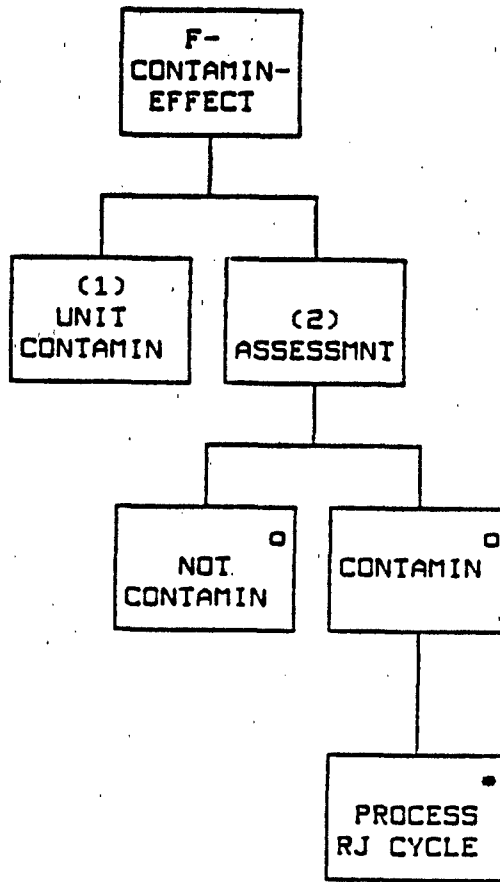 F-
CONTAMIN-
EFFECT
(1)
UNIT
CONTAMIN
(2)
ASSESSMNT
o
NOT
CONTAMIN
o
CONTAMIN
*
PROCESS
RJ CYCLE